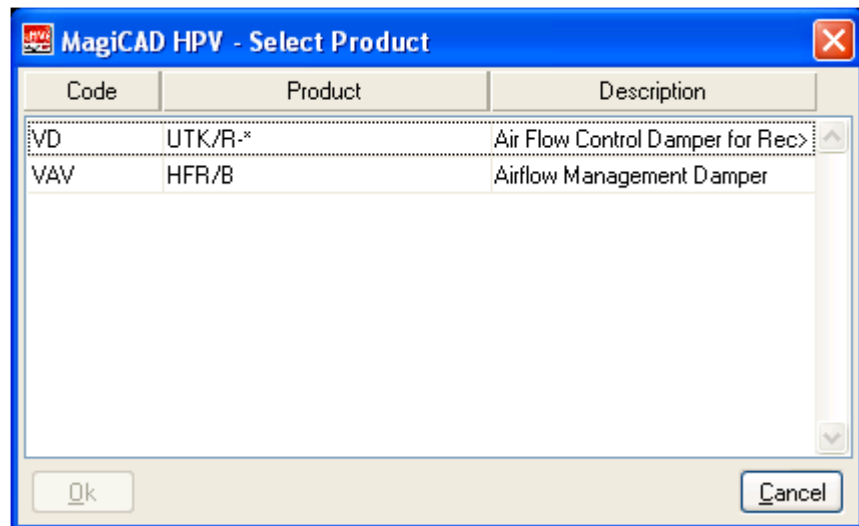 MagiCAD HPV - Select Product
Code Product Description
VD UTK/R-* Air Flow Control Damper for Rec>
VAV HFR/B Airflow Management Damper
Ok Cancel